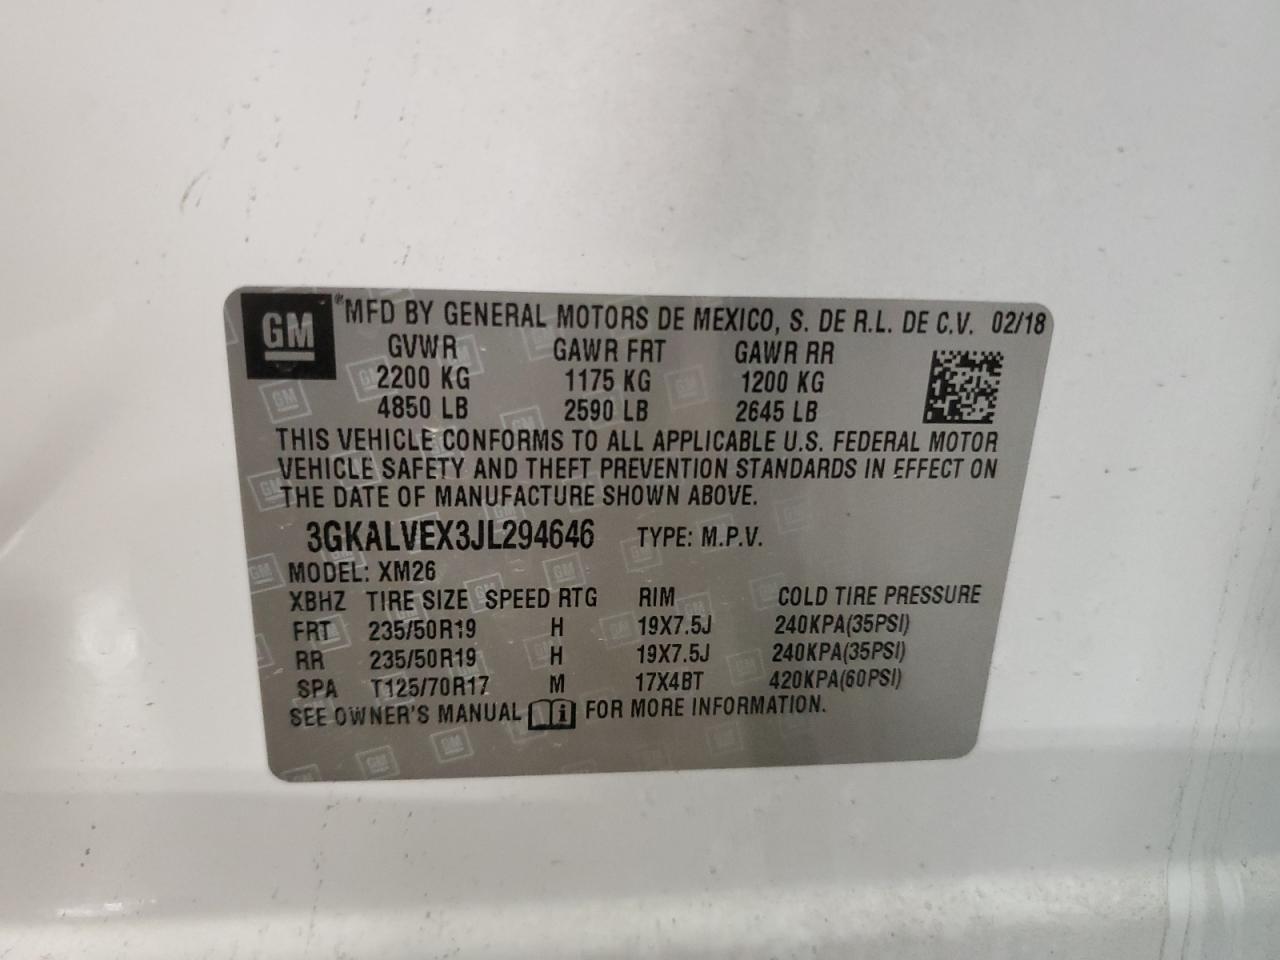 GM ®MFD BY GENERAL MOTORS DE MEXICO, S. DE R.L. DE C.V. 02/18
GVWR GAWR FRT GAWR RR
2200 KG 1175 KG 1200 KG
4850 LB 2590 LB 2645 LB
THIS VEHICLE CONFORMS TO ALL APPLICABLE U.S. FEDERAL MOTOR
VEHICLE SAFETY AND THEFT PREVENTION STANDARDS IN EFFECT ON
THE DATE OF MANUFACTURE SHOWN ABOVE.
3GKALVEX3JL294646 TYPE: M.P.V.
MODEL: XM26
XBHZ TIRE SIZE SPEED RTG RIM COLD TIRE PRESSURE
FRT 235/50R19 H 19X7.5J 240KPA(35PSI)
RR 235/50R19 H 19X7.5J 240KPA(35PSI)
SPA T125/70R17 M 17X4BT 420KPA(60PSI)
SEE OWNER'S MANUAL i FOR MORE INFORMATION.